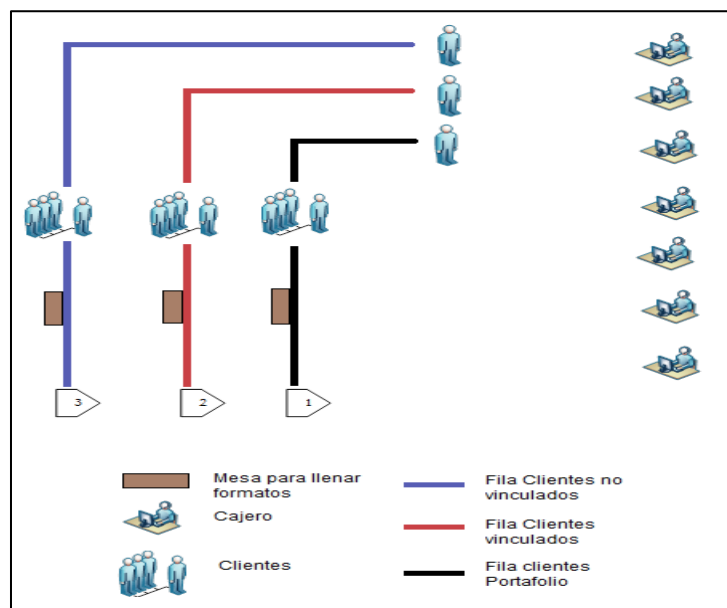 3
2
1
Mesa para llenar
formatos
Cajero
Clientes
Fila Clientes no
vinculados
Fila Clientes
vinculados
Fila clientes
Portafolio